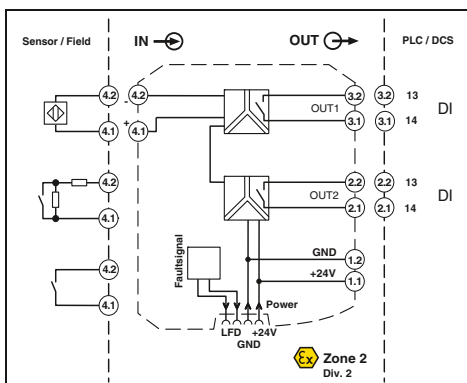 Sensor / Field
IN
OUT
PLC / DCS
4.2 - 4.2
4.1 + 4.1
3.2 3.2 13
OUT1
3.1 3.1 14
DI
4.2
4.1
2.2 2.2 13
OUT2
2.1 2.1 14
DI
4.2
4.1
Faultsignal
GND
1.2
+24V
1.1
Power
LFD +24V
GND
Ex Zone 2
Div. 2